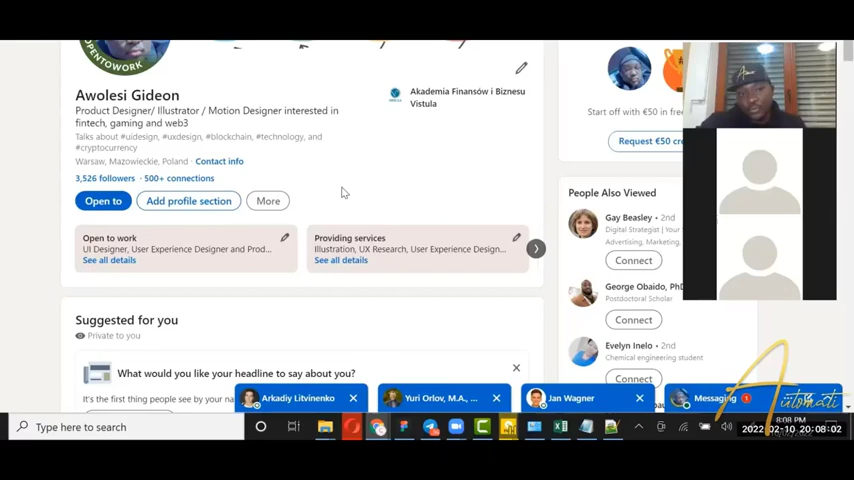 OPENTOWORK
Awolesi Gideon
Product Designer/ Illustrator / Motion Designer interested in
fintech, gaming and web3
Talks about #uidesign, #uxdesign, #blockchain, #technology, and
#cryptocurrency
Warsaw, Mazowieckie, Poland · Contact info
3,526 followers · 500+ connections
Open to
Add profile section
More
Akademia Finansów i Biznesu
Vistula
Open to work
UI Designer, User Experience Designer and Prod...
See all details
Providing services
Illustration, UX Research, User Experience Design...
See all details
Suggested for you
Private to you
What would you like your headline to say about you?
It's the first thing people see by your
Start off with €50 in free
Request €50
People Also Viewed
Gay Beasley • 2nd
Digital Strategist | Your
Advertising, Marketing,
Connect
George Obaido, PhD
Postdoctoral Scholar
Connect
Evelyn Inelo • 2nd
Chemical engineering student
Connect
Arkadiy Litvinenko
Yuri Orlov, M.A., ...
Jan Wagner
Messaging 1
Automati
Type here to search
8:08 PM
2022-02-10 20:08:02